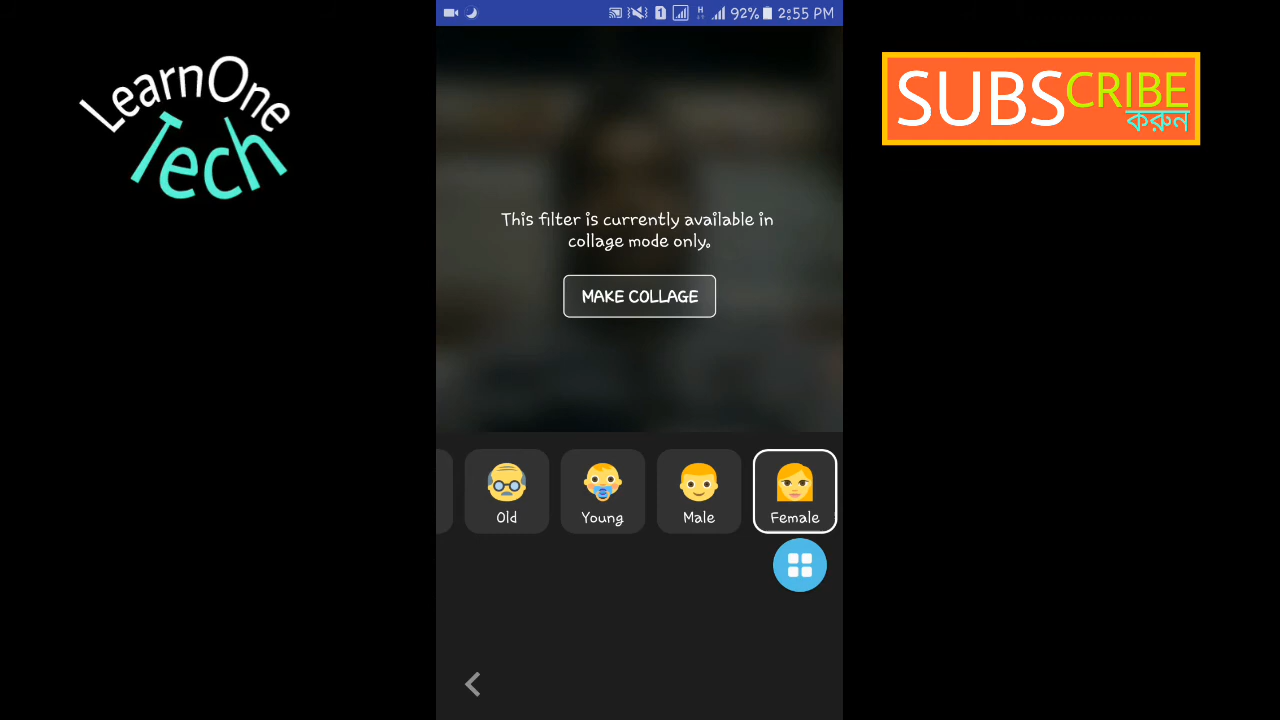 LearnOne
Tech
1 H 92% 2:55 PM
SUBSCRIBE
করুন
This filter is currently available in
collage mode only.
MAKE COLLAGE
Old Young Male Female